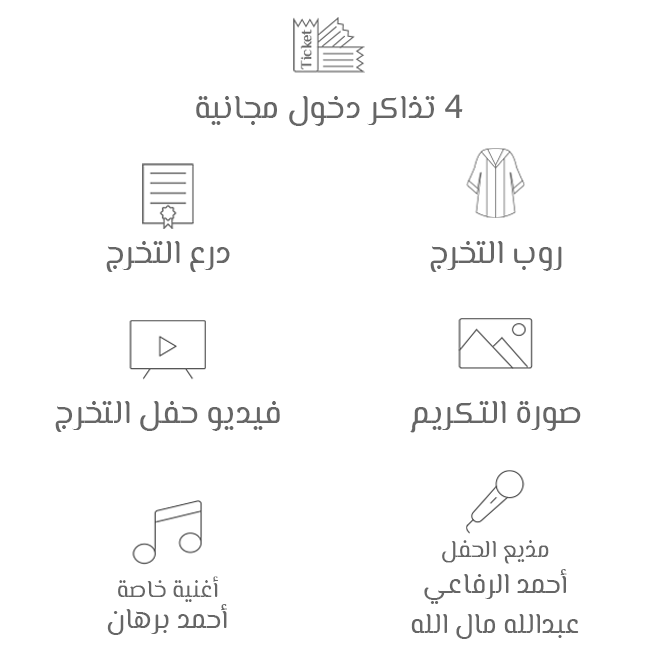 Ticket
4 تذاكر دخول مجانية
روب التخرج
درع التخرج
صورة التكريم
فيديو حفل التخرج
مذيع الحفل
أحمد الرفاعي
عبدالله مال الله
أغنية خاصة
أحمد برهان